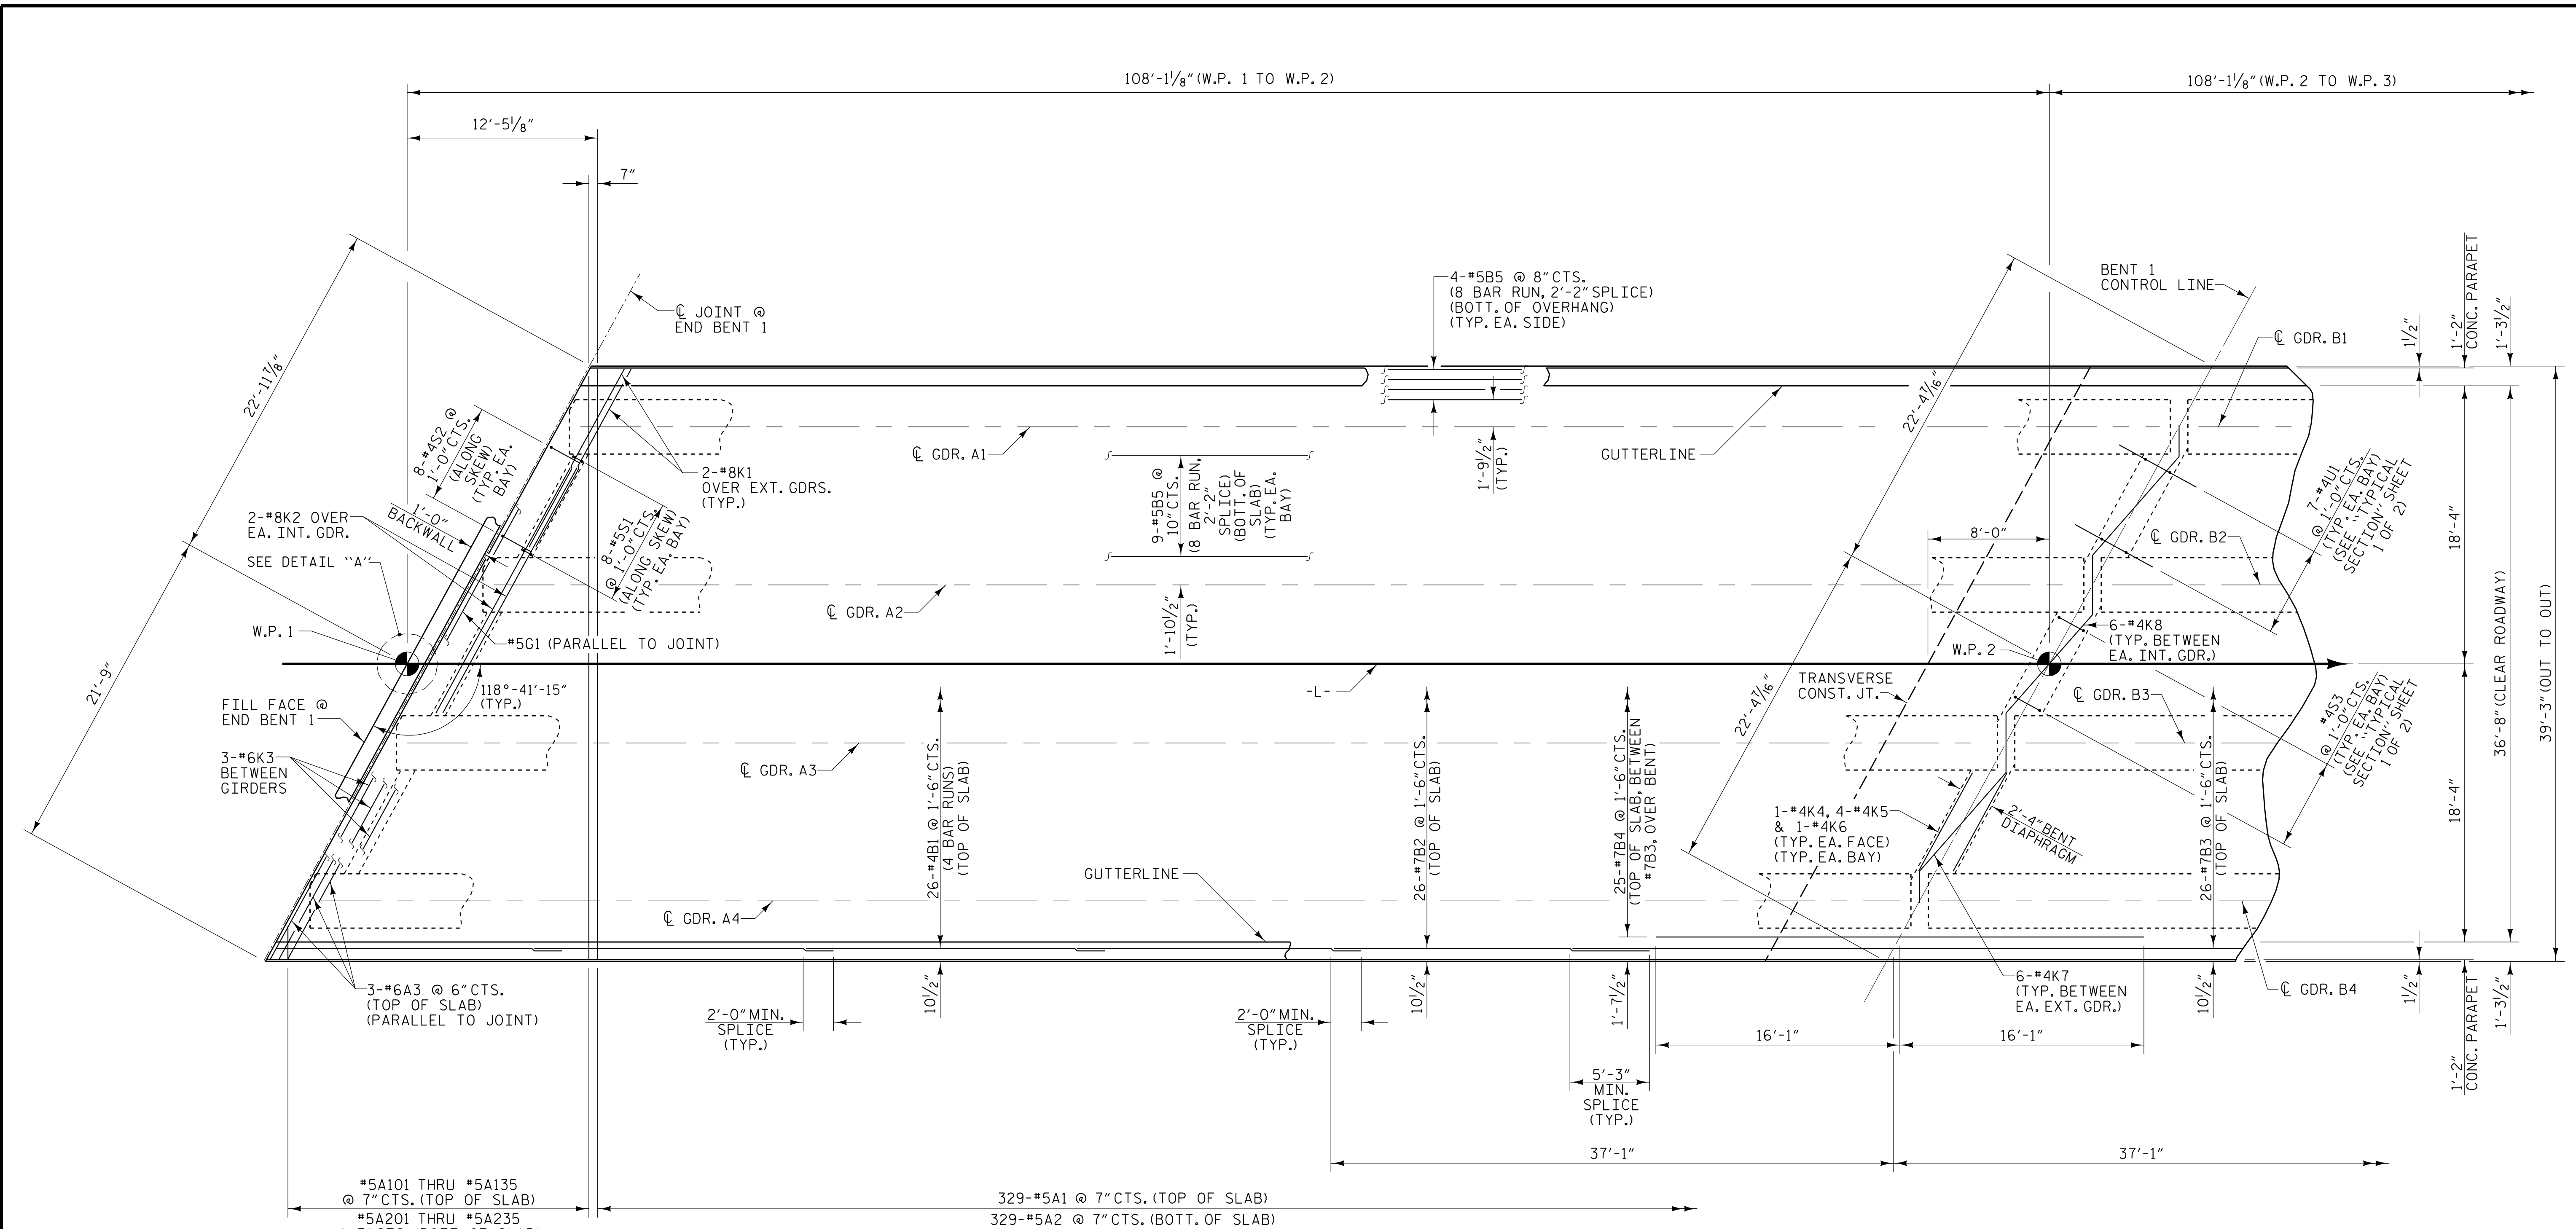 108'-1⅛" (W.P. 1 TO W.P. 2)
108'-1⅛" (W.P. 2 TO W.P. 3)
12'-5⅛"
7"
22'-11⅞"
21'-9"
℄ JOINT @
END BENT 1
4-#5B5 @ 8" CTS.
(8 BAR RUN, 2'-2" SPLICE)
(BOTT. OF OVERHANG)
(TYP. EA. SIDE)
BENT 1
CONTROL LINE
℄ GDR. B1
1½"
1'-2"
CONC. PARAPET
1'-3½"
8-#4S2 @
1'-0" CTS.
(ALONG
SKEW)
(TYP. EA.
BAY)
1'-0"
BACKWALL
2-#8K2 OVER
EA. INT. GDR.
SEE DETAIL "A"
W.P. 1
2-#8K1
OVER EXT. GDRS.
(TYP.)
8-#5S1
@ 1'-0" CTS.
(ALONG SKEW)
(TYP. EA. BAY)
#5G1 (PARALLEL TO JOINT)
118°-41'-15"
(TYP.)
FILL FACE @
END BENT 1
3-#6K3
BETWEEN
GIRDERS
3-#6A3 @ 6" CTS.
(TOP OF SLAB)
(PARALLEL TO JOINT)
℄ GDR. A1
℄ GDR. A2
℄ GDR. A3
℄ GDR. A4
9-#5B5 @
10" CTS.
(8 BAR RUN,
2'-2"
SPLICE)
(BOTT. OF
SLAB)
(TYP. EA.
BAY)
1'-10½"
(TYP.)
1'-9½"
(TYP.)
GUTTERLINE
-L-
22'-4⁷⁄₁₆"
22'-4⁷⁄₁₆"
8'-0"
W.P. 2
TRANSVERSE
CONST. JT.
7-#4U1
@ 1'-0" CTS.
(TYP. EA. BAY)
(SEE "TYPICAL
SECTION" SHEET
1 OF 2)
℄ GDR. B2
6-#4K8
(TYP. BETWEEN
EA. INT. GDR.)
℄ GDR. B3
#4S3
@ 1'-0" CTS.
(TYP. EA. BAY)
(SEE "TYPICAL
SECTION" SHEET
1 OF 2)
18'-4"
18'-4"
36'-8" (CLEAR ROADWAY)
39'-3" (OUT TO OUT)
26-#4B1 @ 1'-6" CTS.
(4 BAR RUNS)
(TOP OF SLAB)
26-#7B2 @ 1'-6" CTS.
(TOP OF SLAB)
25-#7B4 @ 1'-6" CTS.
(TOP OF SLAB, BETWEEN
#7B3, OVER BENT)
26-#7B3 @ 1'-6" CTS.
(TOP OF SLAB)
1-#4K4, 4-#4K5
& 1-#4K6
(TYP. EA. FACE)
(TYP. EA. BAY)
2'-4" BENT
DIAPHRAGM
GUTTERLINE
6-#4K7
(TYP. BETWEEN
EA. EXT. GDR.)
℄ GDR. B4
10½"
10½"
1'-7½"
10½"
1½"
1'-2"
CONC. PARAPET
1'-3½"
2'-0" MIN.
SPLICE
(TYP.)
2'-0" MIN.
SPLICE
(TYP.)
16'-1"
16'-1"
5'-3"
MIN.
SPLICE
(TYP.)
37'-1"
37'-1"
#5A101 THRU #5A135
@ 7" CTS. (TOP OF SLAB)
#5A201 THRU #5A235
329-#5A1 @ 7" CTS. (TOP OF SLAB)
329-#5A2 @ 7" CTS. (BOTT. OF SLAB)